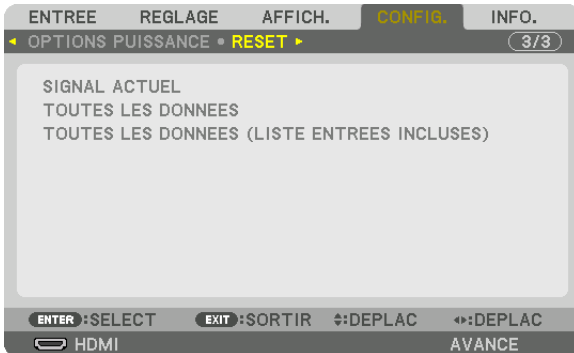 ENTREE REGLAGE AFFICH. CONFIG. INFO.
OPTIONS PUISSANCE • RESET 3/3
SIGNAL ACTUEL
TOUTES LES DONNEES
TOUTES LES DONNEES (LISTE ENTREES INCLUSES)
ENTER :SELECT EXIT :SORTIR :DEPLAC :DEPLAC
HDMI AVANCE